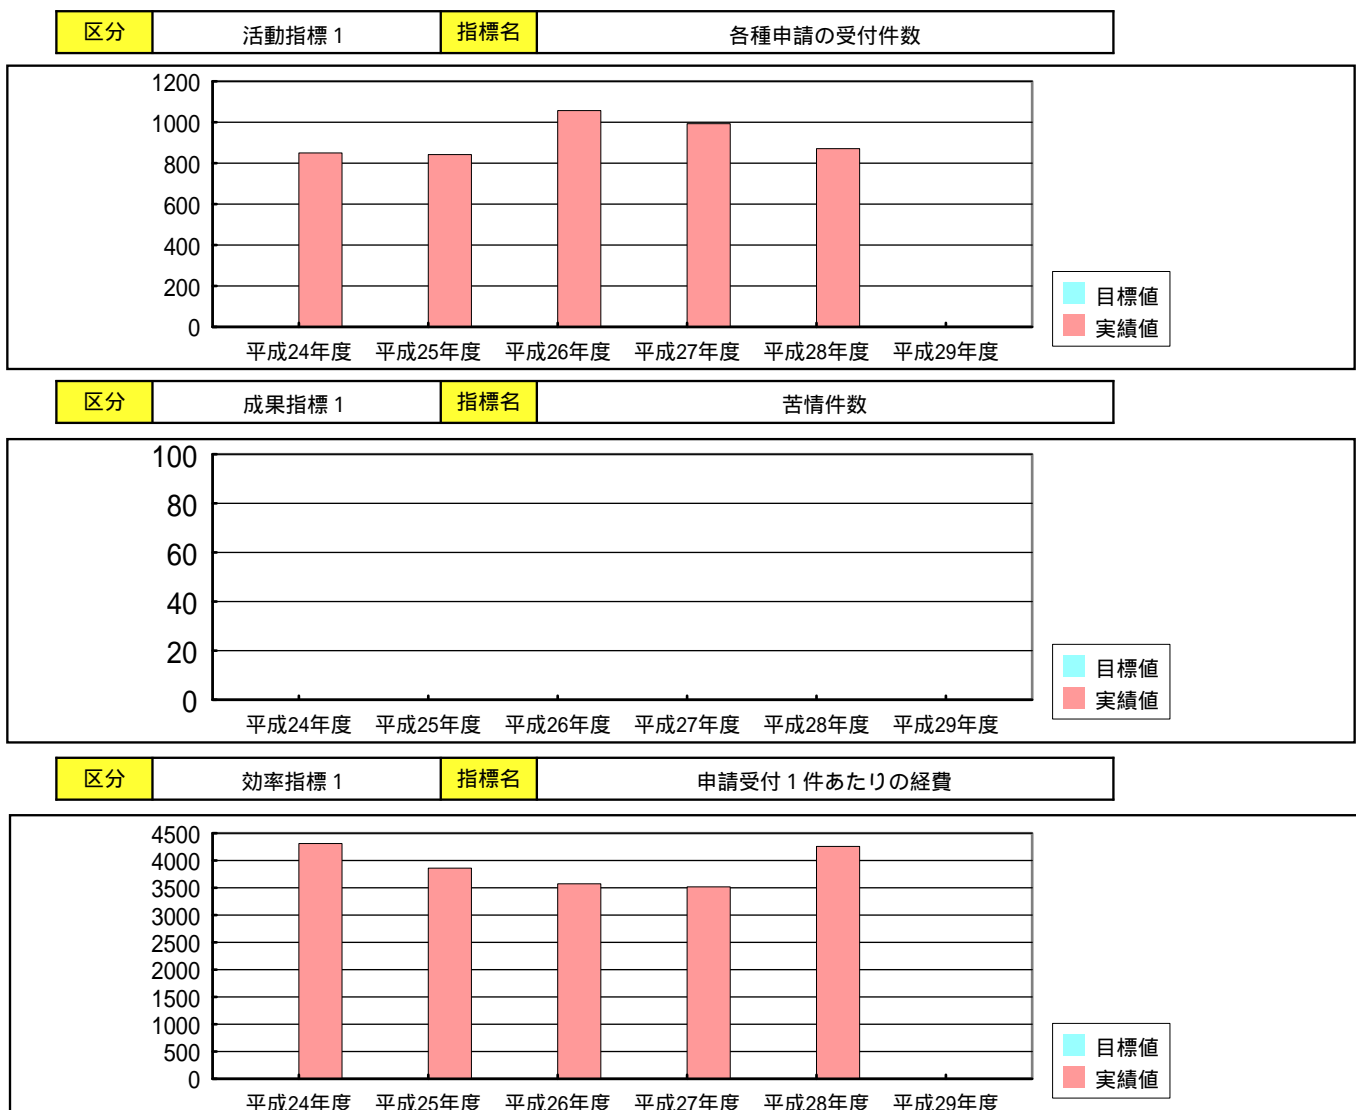 区分 活動指標1 指標名 各種申請の受付件数
1200
1000
800
600
400
200
0
平成24年度 平成25年度 平成26年度 平成27年度 平成28年度 平成29年度
目標値
実績値
区分 成果指標1 指標名 苦情件数
100
80
60
40
20
0
平成24年度 平成25年度 平成26年度 平成27年度 平成28年度 平成29年度
目標値
実績値
区分 効率指標1 指標名 申請受付1件あたりの経費
4500
4000
3500
3000
2500
2000
1500
1000
500
0
平成24年度 平成25年度 平成26年度 平成27年度 平成28年度 平成29年度
目標値
実績値